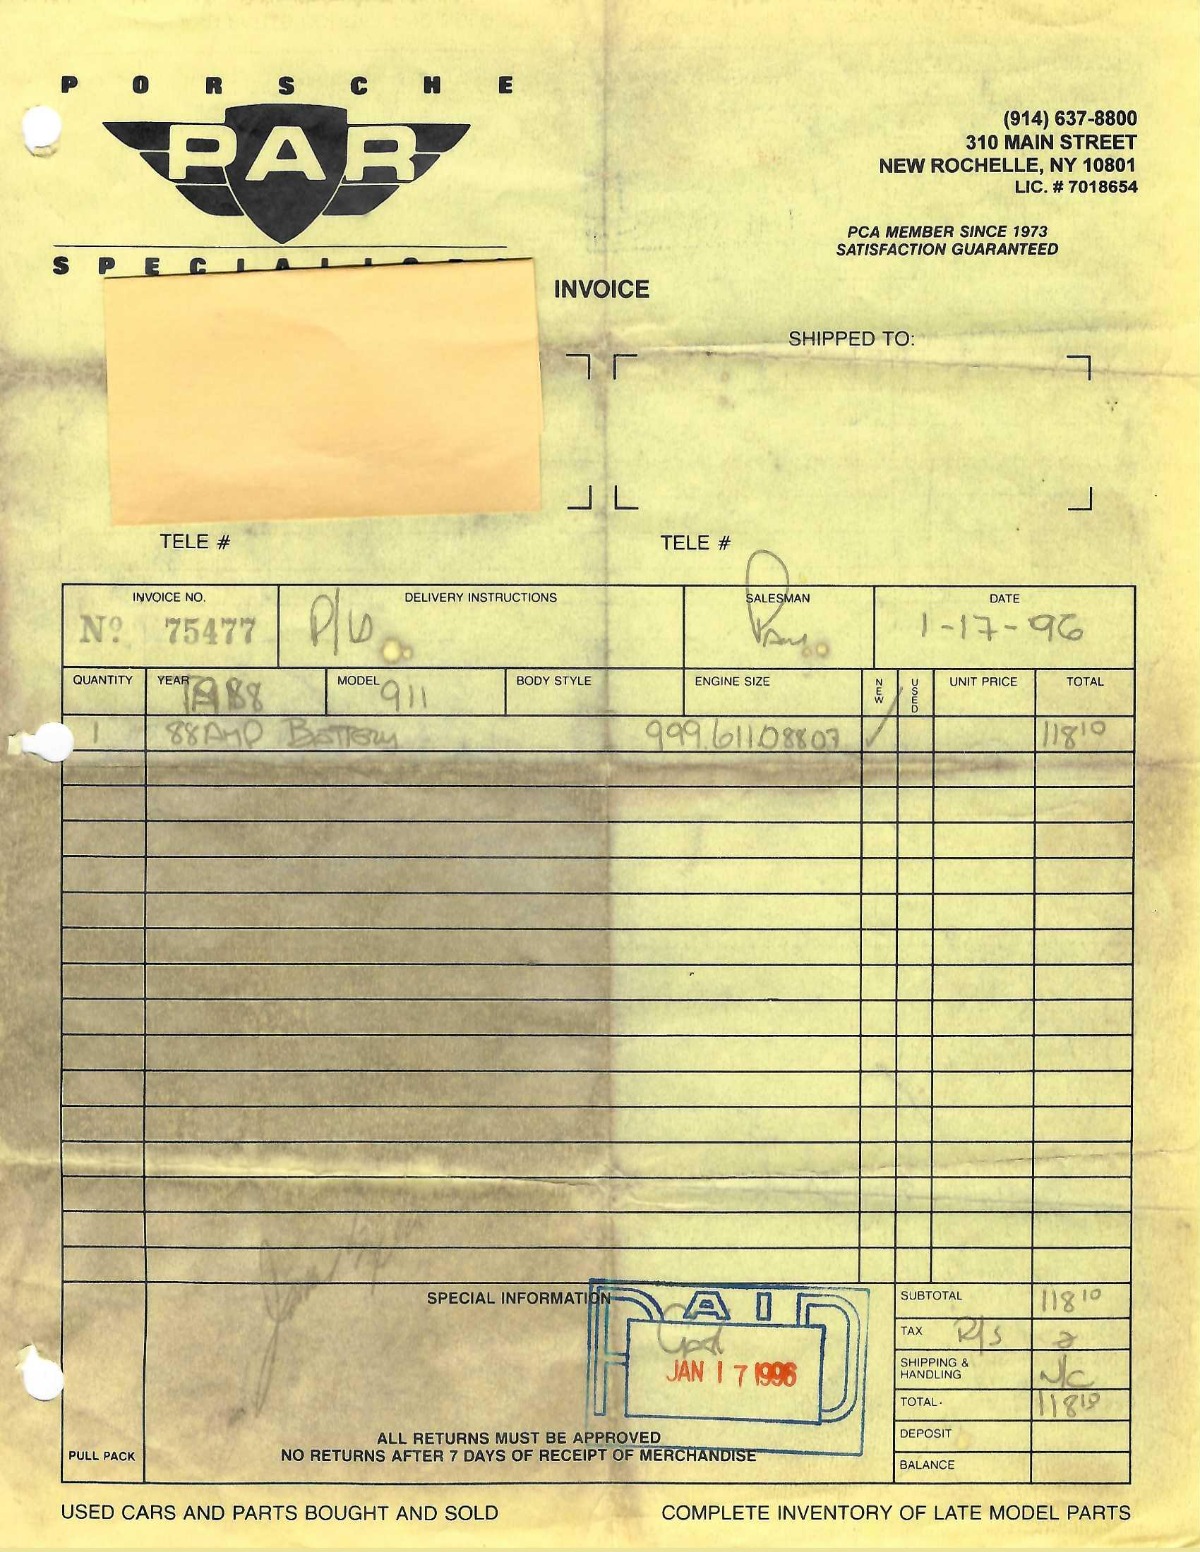 PORSCHE
PAR
(914) 637-8800
310 MAIN STREET
NEW ROCHELLE, NY 10801
LIC. # 7018654
PCA MEMBER SINCE 1973
SATISFACTION GUARANTEED
INVOICE
SHIPPED TO:
TELE # TELE #
INVOICE NO. DELIVERY INSTRUCTIONS SALESMAN DATE
Nº 75477 P/U 1-17-96
QUANTITY YEAR MODEL 911 BODY STYLE ENGINE SIZE NEW USED UNIT PRICE TOTAL
1 88 Amp Battery 999.611.08803 ✓ 118 10
SPECIAL INFORMATION
PAID
JAN 17 1996
SUBTOTAL 118 10
TAX R/S
SHIPPING & HANDLING N/C
TOTAL 118 10
DEPOSIT
BALANCE
PULL PACK
ALL RETURNS MUST BE APPROVED
NO RETURNS AFTER 7 DAYS OF RECEIPT OF MERCHANDISE
USED CARS AND PARTS BOUGHT AND SOLD COMPLETE INVENTORY OF LATE MODEL PARTS